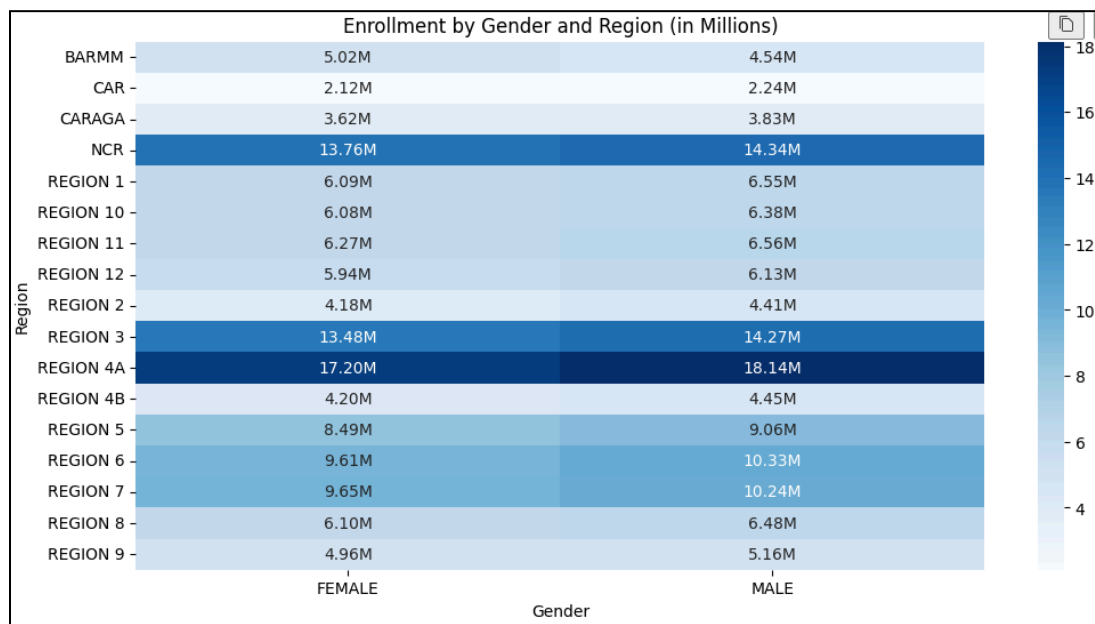 Enrollment by Gender and Region (in Millions)
BARMM 5.02M 4.54M
CAR 2.12M 2.24M
CARAGA 3.62M 3.83M
NCR 13.76M 14.34M
REGION 1 6.09M 6.55M
REGION 10 6.08M 6.38M
REGION 11 6.27M 6.56M
REGION 12 5.94M 6.13M
REGION 2 4.18M 4.41M
REGION 3 13.48M 14.27M
REGION 4A 17.20M 18.14M
REGION 4B 4.20M 4.45M
REGION 5 8.49M 9.06M
REGION 6 9.61M 10.33M
REGION 7 9.65M 10.24M
REGION 8 6.10M 6.48M
REGION 9 4.96M 5.16M
FEMALE MALE
Gender
Region
18
16
14
12
10
8
6
4